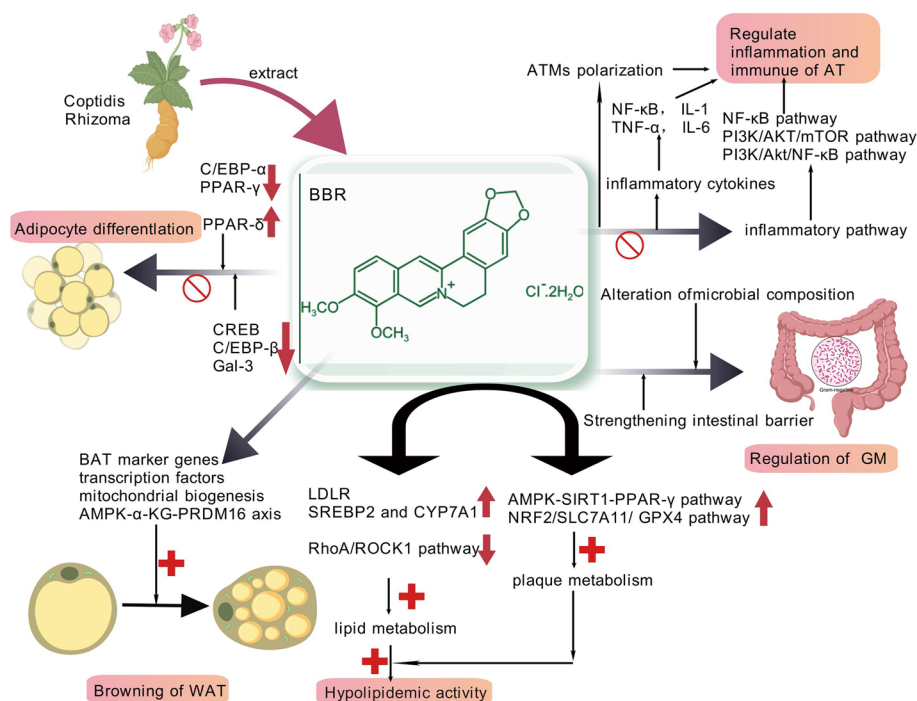 extract
Coptidis
Rhizoma
Regulate
inflammation and
immunue of AT
ATMs polarization
NF-κB, IL-1
TNF-α, IL-6
NF-κB pathway
PI3K/AKT/mTOR pathway
PI3K/Akt/NF-κB pathway
inflammatory cytokines
inflammatory pathway
C/EBP-α
PPAR-γ
PPAR-δ
Adipocyte differentlation
CREB
C/EBP-β
Gal-3
BBR
O
O
N+
H₃CO
OCH₃
Cl⁻.2H₂O
Alteration ofmicrobial composition
Gram-negative
Strengthening intestinal barrier
Regulation of GM
BAT marker genes
transcription factors
mitochondrial biogenesis
AMPK-α-KG-PRDM16 axis
Browning of WAT
LDLR
SREBP2 and CYP7A1
RhoA/ROCK1 pathway
lipid metabolism
AMPK-SIRT1-PPAR-γ pathway
NRF2/SLC7A11/ GPX4 pathway
plaque metabolism
Hypolipidemic activity